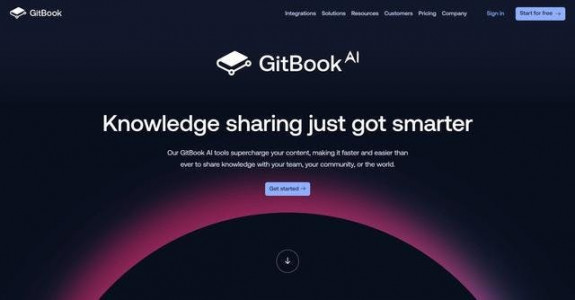 GitBook
Integrations Solutions Resources Customers Pricing Company Sign in Start for free →
GitBook AI
Knowledge sharing just got smarter
Our GitBook AI tools supercharge your content, making it faster and easier than
ever to share knowledge with your team, your community, or the world.
Get started →